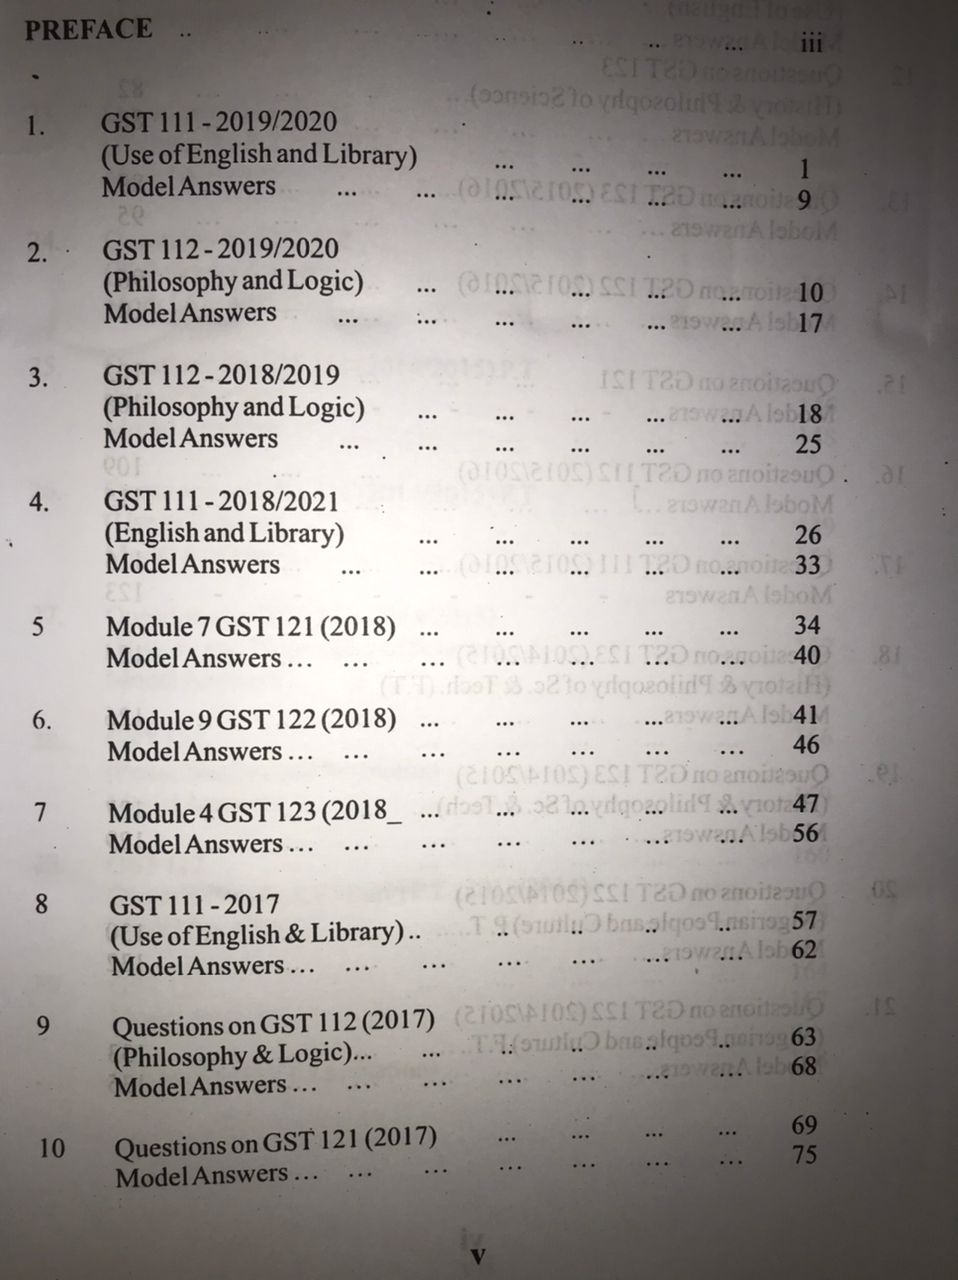 PREFACE .. .. .. ... iii
1. GST 111 - 2019/2020
(Use of English and Library) ... ... ... ... 1
Model Answers ... ... ... ... ... ... 9
2. GST 112 - 2019/2020
(Philosophy and Logic) ... ... ... ... ... 10
Model Answers ... ... ... ... ... ... 17
3. GST 112 - 2018/2019
(Philosophy and Logic) ... ... ... ... ... 18
Model Answers ... ... ... ... ... ... 25
4. GST 111 - 2018/2021
(English and Library) ... ... ... ... ... 26
Model Answers ... ... ... ... ... ... 33
5 Module 7 GST 121 (2018) ... ... ... ... ... 34
Model Answers ... ... ... ... ... ... ... 40
6. Module 9 GST 122 (2018) ... ... ... ... ... 41
Model Answers ... ... ... ... ... ... ... 46
7 Module 4 GST 123 (2018_ ... ... ... ... ... 47
Model Answers ... ... ... ... ... ... ... 56
8 GST 111 - 2017
(Use of English & Library) .. .. .. .. .. 57
Model Answers ... ... ... ... ... ... ... 62
9 Questions on GST 112 (2017)
(Philosophy & Logic)... ... .. .. .. .. 63
Model Answers ... ... ... ... ... ... ... 68
10 Questions on GST 121 (2017) ... ... ... ... 69
Model Answers ... ... ... ... ... ... ... 75
v